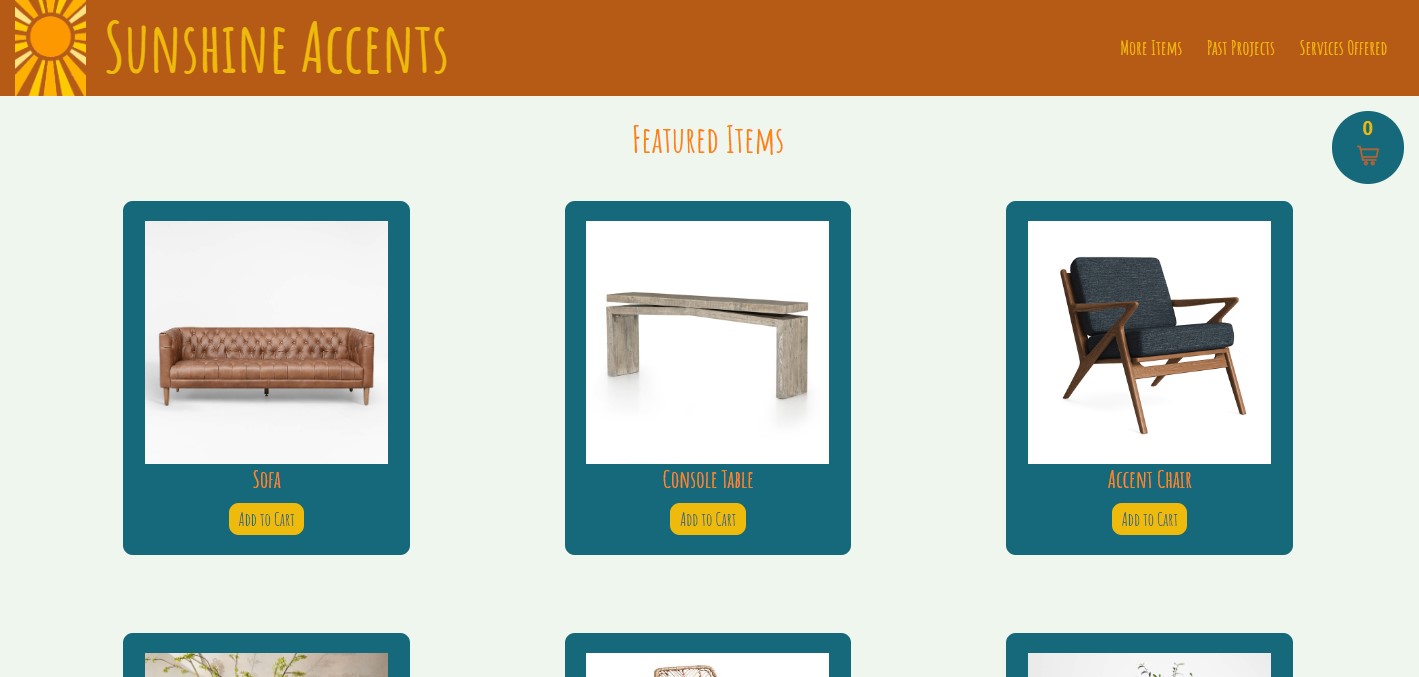 Sunshine Accents
More Items
Past Projects
Services Offered
Featured Items
0
Sofa
Console Table
Accent Chair
Add to Cart
Add to Cart
Add to Cart